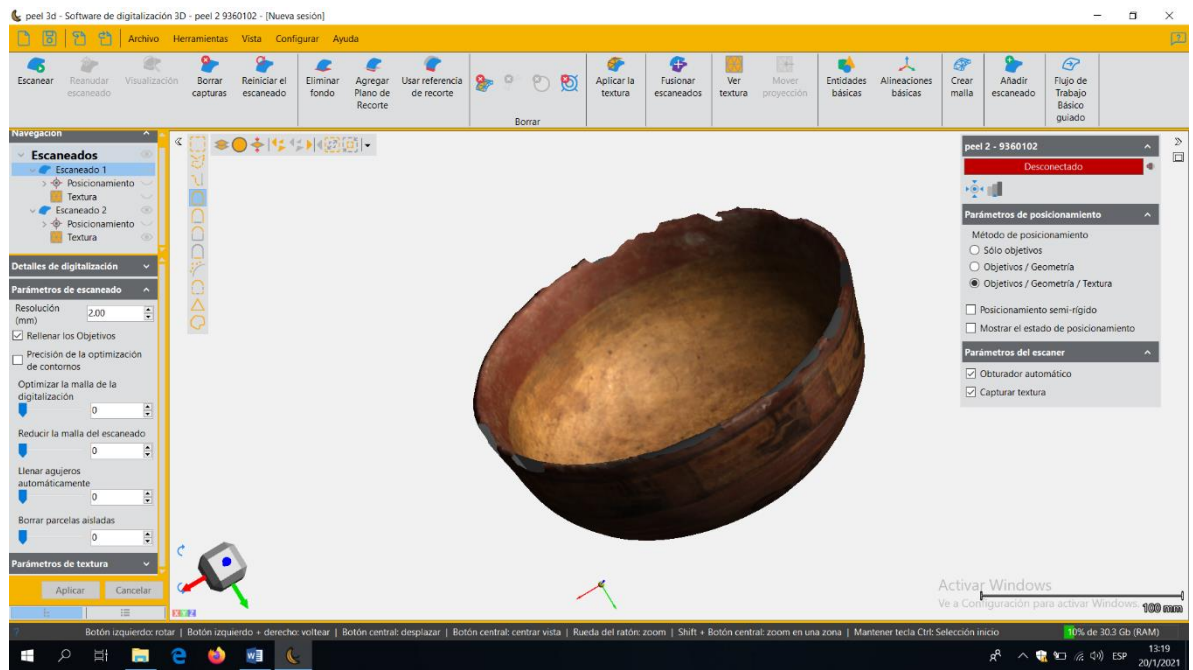 peel 3d - Software de digitalización 3D - peel 2 9360102 - [Nueva sesión]
Archivo Herramientas Vista Configurar Ayuda
Escanear
Reanudar escaneado
Visualización
Borrar capturas
Reiniciar el escaneado
Eliminar fondo
Agregar Plano de Recorte
Usar referencia de recorte
Borrar
Aplicar la textura
Fusionar escaneados
Ver textura
Mover proyección
Entidades básicas
Alineaciones básicas
Crear malla
Añadir escaneado
Flujo de Trabajo Básico guiado
Navegación
Escaneados
Escaneado 1
Posicionamiento
Textura
Escaneado 2
Posicionamiento
Textura
Detalles de digitalización
Parámetros de escaneado
Resolución (mm) 2.00
Rellenar los Objetivos
Precisión de la optimización
de contornos
Optimizar la malla de la
digitalización
0
Reducir la malla del escaneado
0
Llenar agujeros
automáticamente
0
Borrar parcelas aisladas
0
Parámetros de textura
Aplicar Cancelar
X Y Z
peel 2 - 9360102
Desconectado
Parámetros de posicionamiento
Método de posicionamiento
Sólo objetivos
Objetivos / Geometría
Objetivos / Geometría / Textura
Posicionamiento semi-rígido
Mostrar el estado de posicionamiento
Parámetros del escaner
Obturador automático
Capturar textura
Activar Windows
Ve a Configuración para activar Windows.
100 mm
? Botón izquierdo: rotar | Botón izquierdo + derecho: voltear | Botón central: desplazar | Botón central: centrar vista | Rueda del ratón: zoom | Shift + Botón central: zoom en una zona | Mantener tecla Ctrl: Selección inicio 10% de 30.3 Gb (RAM)
ESP
13:19
20/1/2021